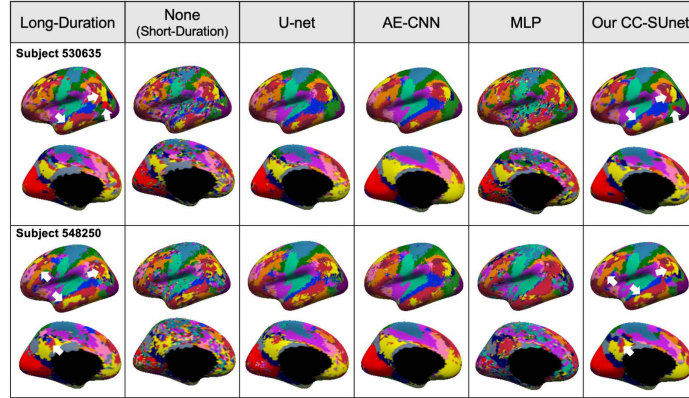 Long-Duration
None
(Short-Duration)
U-net
AE-CNN
MLP
Our CC-SUnet
Subject 530635
Subject 548250